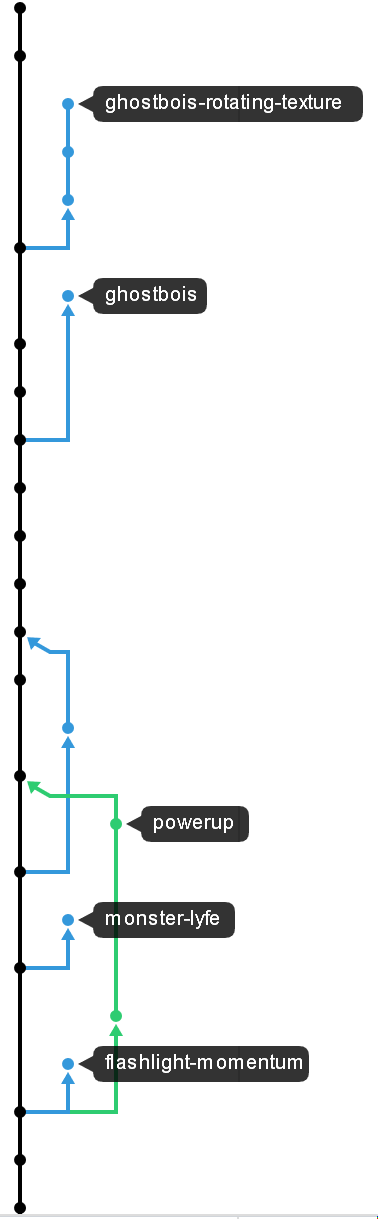 ghostbois-rotating-texture
ghostbois
powerup
monster-lyfe
flashlight-momentum